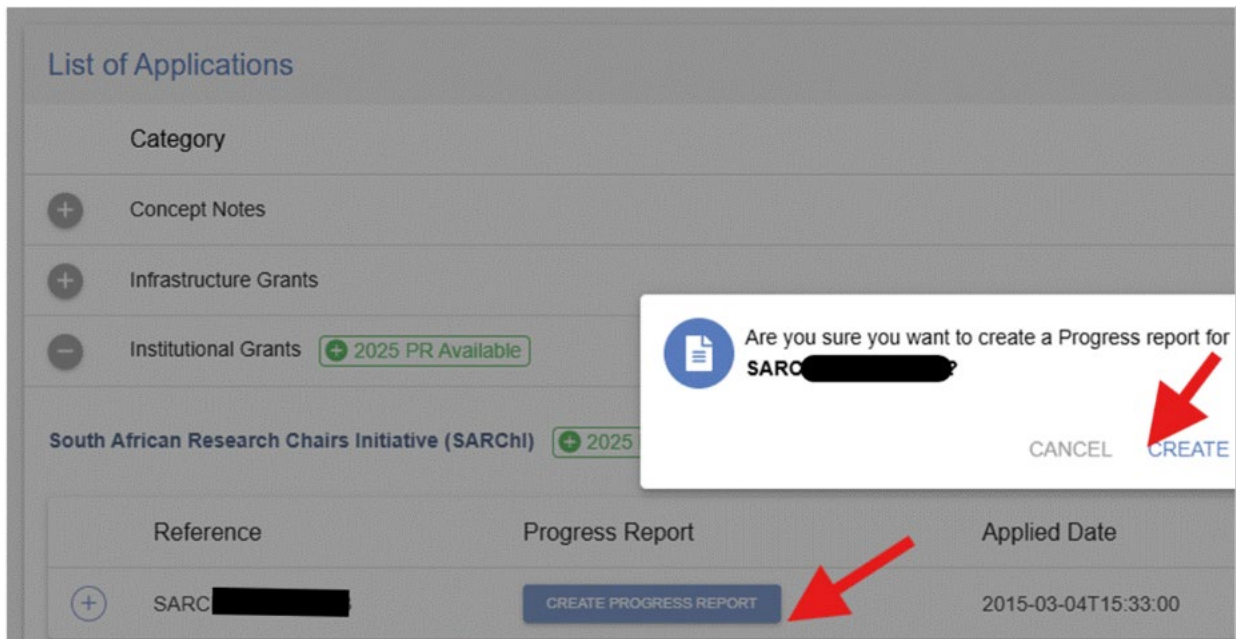 List of Applications
Category
Concept Notes
Infrastructure Grants
Institutional Grants 2025 PR Available
Are you sure you want to create a Progress report for
SARC ?
CANCEL CREATE
South African Research Chairs Initiative (SARChI) 2025
Reference Progress Report Applied Date
SARC CREATE PROGRESS REPORT 2015-03-04T15:33:00